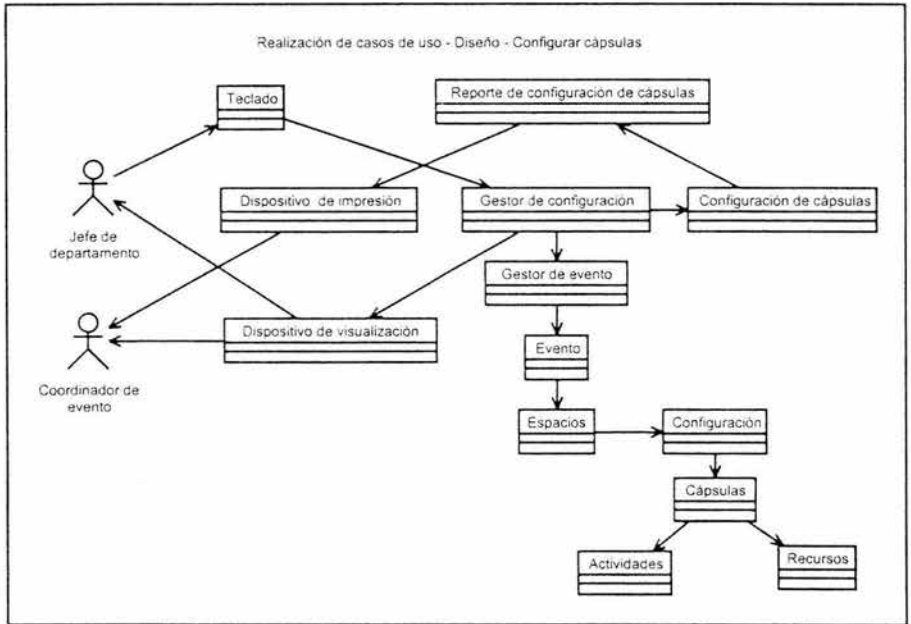 Realización de casos de uso - Diseño - Configurar cápsulas
Teclado
Reporte de configuración de cápsulas
Dispositivo de impresión
Gestor de configuración
Configuración de cápsulas
Jefe de
departamento
Gestor de evento
Dispositivo de visualización
Evento
Coordinador de
evento
Espacios
Configuración
Cápsulas
Actividades
Recursos